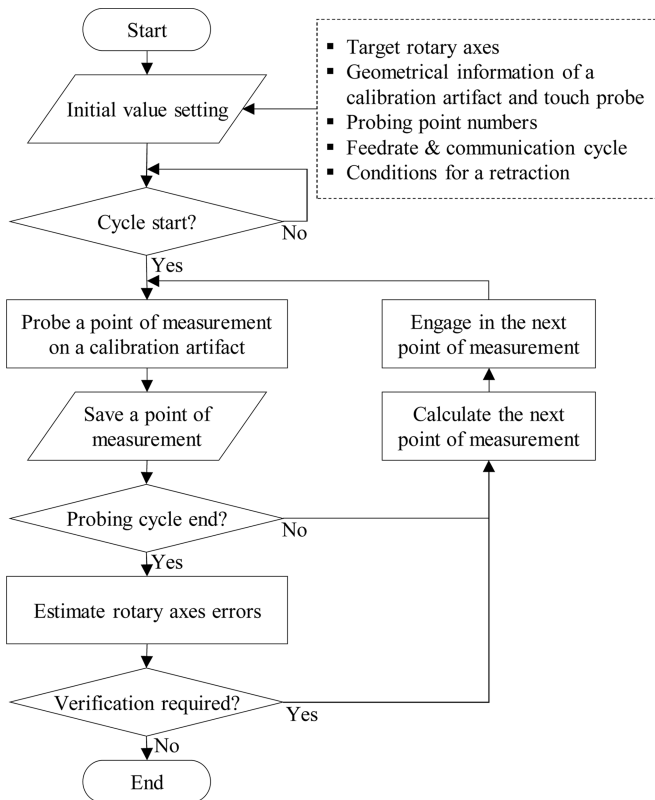 Start
Initial value setting
▪ Target rotary axes
▪ Geometrical information of a
calibration artifact and touch probe
▪ Probing point numbers
▪ Feedrate & communication cycle
▪ Conditions for a retraction
Cycle start?
No
Yes
Probe a point of measurement
on a calibration artifact
Engage in the next
point of measurement
Save a point of
measurement
Calculate the next
point of measurement
Probing cycle end?
No
Yes
Estimate rotary axes errors
Verification required?
Yes
No
End